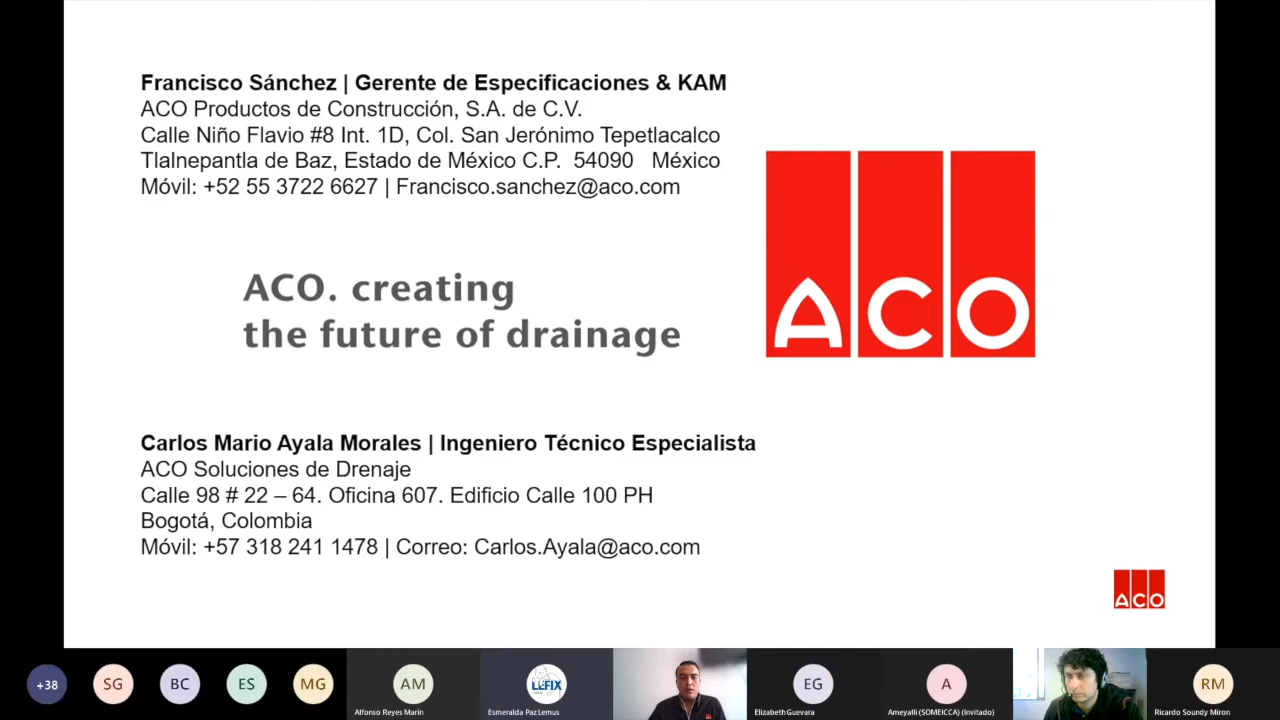 Francisco Sánchez | Gerente de Especificaciones & KAM
ACO Productos de Construcción, S.A. de C.V.
Calle Niño Flavio #8 Int. 1D, Col. San Jerónimo Tepetlacalco
Tlalnepantla de Baz, Estado de México C.P. 54090 México
Móvil: +52 55 3722 6627 | Francisco.sanchez@aco.com
ACO
ACO. creating
the future of drainage
Carlos Mario Ayala Morales | Ingeniero Técnico Especialista
ACO Soluciones de Drenaje
Calle 98 # 22 – 64. Oficina 607. Edificio Calle 100 PH
Bogotá, Colombia
Móvil: +57 318 241 1478 | Correo: Carlos.Ayala@aco.com
ACO
+38
SG
BC
ES
MG
AM
Alfonso Reyes Marin
LEFIX
Esmeralda Paz Lemus
EG
Elizabeth Guevara
A
Ameyalli (SOMEICCA) (Invitado)
RM
Ricardo Soundy Miron